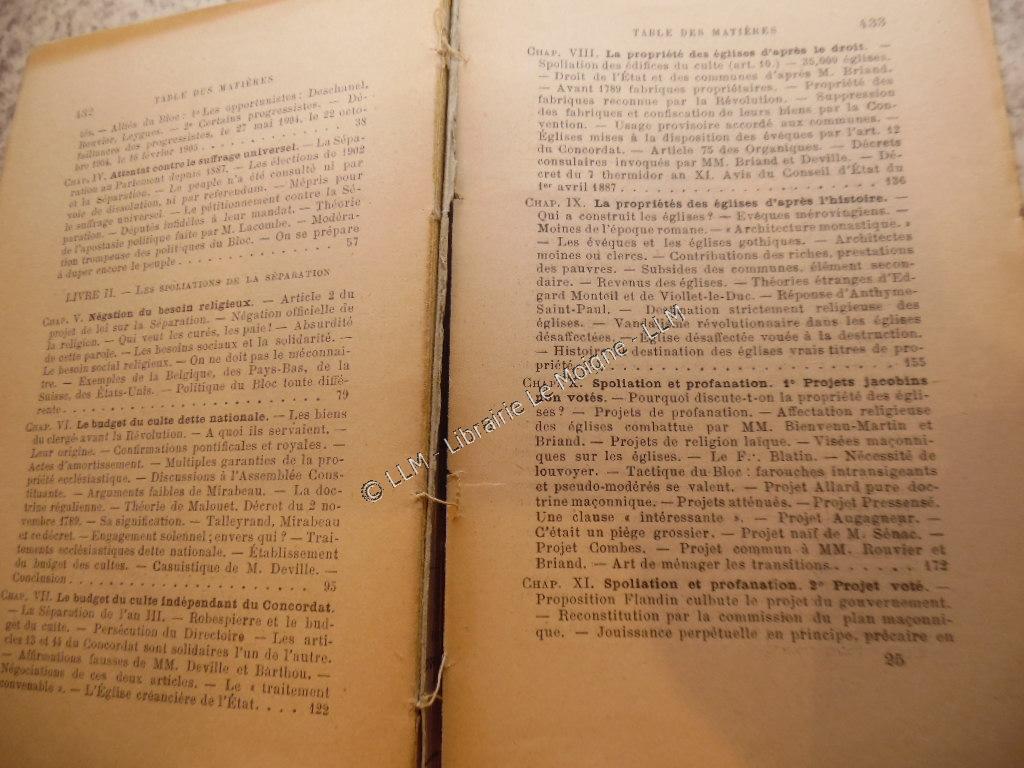 432
TABLE DES MATIÈRES
tés. — Alliés du Bloc : 1º Les opportunistes : Deschanel,
Rouvier, Leygues. — 2º Certains progressistes. — Dé-
faillances des progressistes, le 27 mai 1904, le 22 octo-
bre 1904, le 16 février 1905 . . . . . . . . . . . . . 38
CHAP. IV. Attentat contre le suffrage universel. — La Sépa-
ration au Parlement depuis 1887. — Les élections de 1902
et la Séparation. — Le peuple n'a été consulté ni par
voie de dissolution, ni par referendum. — Mépris pour
le suffrage universel. — Le pétitionnement contre la Sé-
paration. — Députés infidèles à leur mandat. — Théorie
de l'apostasie politique faite par M. Lacombe. — Modéra-
tion trompeuse des politiques du Bloc. — On se prépare
à duper encore le peuple . . . . . . . . . . . . . . 57
LIVRE II. — LES SPOLIATIONS DE LA SÉPARATION
CHAP. V. Négation du besoin religieux. — Article 2 du
projet de loi sur la Séparation. — Négation officielle de
la religion. — Qui veut les curés, les paie ! — Absurdité
de cette parole. — Les besoins sociaux et la solidarité. —
Le besoin social religieux. — On ne doit pas le méconnaî-
tre. — Exemples de la Belgique, des Pays-Bas, de la
Suisse, des États-Unis. — Politique du Bloc toute diffé-
rente . . . . . . . . . . . . . . . . . . . . . . . 79
CHAP. VI. Le budget du culte dette nationale. — Les biens
du clergé avant la Révolution. — A quoi ils servaient. —
Leur origine. — Confirmations pontificales et royales. —
Actes d'amortissement. — Multiples garanties de la pro-
priété ecclésiastique. — Discussions à l'Assemblée Cons-
tituante. — Arguments faibles de Mirabeau. — La doc-
trine régalienne. — Théorie de Malouet. Décret du 2 no-
vembre 1789. — Sa signification. — Talleyrand, Mirabeau
et ce décret. — Engagement solennel ; envers qui ? — Trai-
tements ecclésiastiques dette nationale. — Établissement
du budget des cultes. — Casuistique de M. Deville. —
Conclusion . . . . . . . . . . . . . . . . . . . . . 95
CHAP. VII. Le budget du culte indépendant du Concordat.
— La Séparation de l'an III. — Robespierre et le bud-
get du culte. — Persécution du Directoire — Les arti-
cles 13 et 14 du Concordat sont solidaires l'un de l'autre.
— Affirmations fausses de MM. Deville et Barthou. —
Négociations de ces deux articles. — Le « traitement
convenable ». — L'Église créancière de l'État. . . . 122
TABLE DES MATIÈRES
433
CHAP. VIII. La propriété des églises d'après le droit. —
Spoliation des édifices du culte (art. 10.) — 35,000 églises.
— Droit de l'État et des communes d'après M. Briand.
— Avant 1789 fabriques propriétaires. — Propriété des
fabriques reconnue par la Révolution. — Suppression
des fabriques et confiscation de leurs biens par la Con-
vention. — Usage provisoire accordé aux communes. —
Églises mises à la disposition des évêques par l'art. 12
du Concordat. — Article 75 des Organiques. — Décrets
consulaires invoqués par MM. Briand et Deville. — Dé-
cret du 7 thermidor an XI. Avis du Conseil d'État du
1er avril 1887. . . . . . . . . . . . . . . . . . . 136
CHAP. IX. La propriétés des églises d'après l'histoire. —
Qui a construit les églises ? — Evêques mérovingiens. —
Moines de l'époque romane. — « Architecture monastique. »
— Les évêques et les églises gothiques. — Architectes
moines ou clercs. — Contributions des riches, prestations
des pauvres. — Subsides des communes, élément secon-
daire. — Revenus des églises. — Théories étranges d'Ed-
gard Monteil et de Viollet-le-Duc. — Réponse d'Anthyme-
Saint-Paul. — Destination strictement religieuse des
églises. — Vandalisme révolutionnaire dans les églises
désaffectées. — Église désaffectée vouée à la destruction.
— Histoire et destination des églises vrais titres de pro-
priété. . . . . . . . . . . . . . . . . . . . . . . 155
CHAP. X. Spoliation et profanation. 1º Projets jacobins
non votés. — Pourquoi discute-t-on la propriété des égli-
ses ? — Projets de profanation. — Affectation religieuse
des églises combattue par MM. Bienvenu-Martin et
Briand. — Projets de religion laïque. — Visées maçonni-
ques sur les églises. — Le F∴ Blatin. — Nécessité de
louvoyer. — Tactique du Bloc : farouches intransigeants
et pseudo-modérés se valent. — Projet Allard pure doc-
trine maçonnique. — Projets atténués. — Projet Pressensé.
Une clause « intéressante ». — Projet Augagneur. —
C'était un piège grossier. — Projet naïf de M. Sénac. —
Projet Combes. — Projet commun à MM. Rouvier et
Briand. — Art de ménager les transitions. . . . . . 172
CHAP. XI. Spoliation et profanation. 2º Projet voté. —
Proposition Flandin culbute le projet du gouvernement.
— Reconstitution par la commission du plan maçonni-
que. — Jouissance perpétuelle en principe, précaire en
25
© LLM - Librairie Le Moigne - LLM